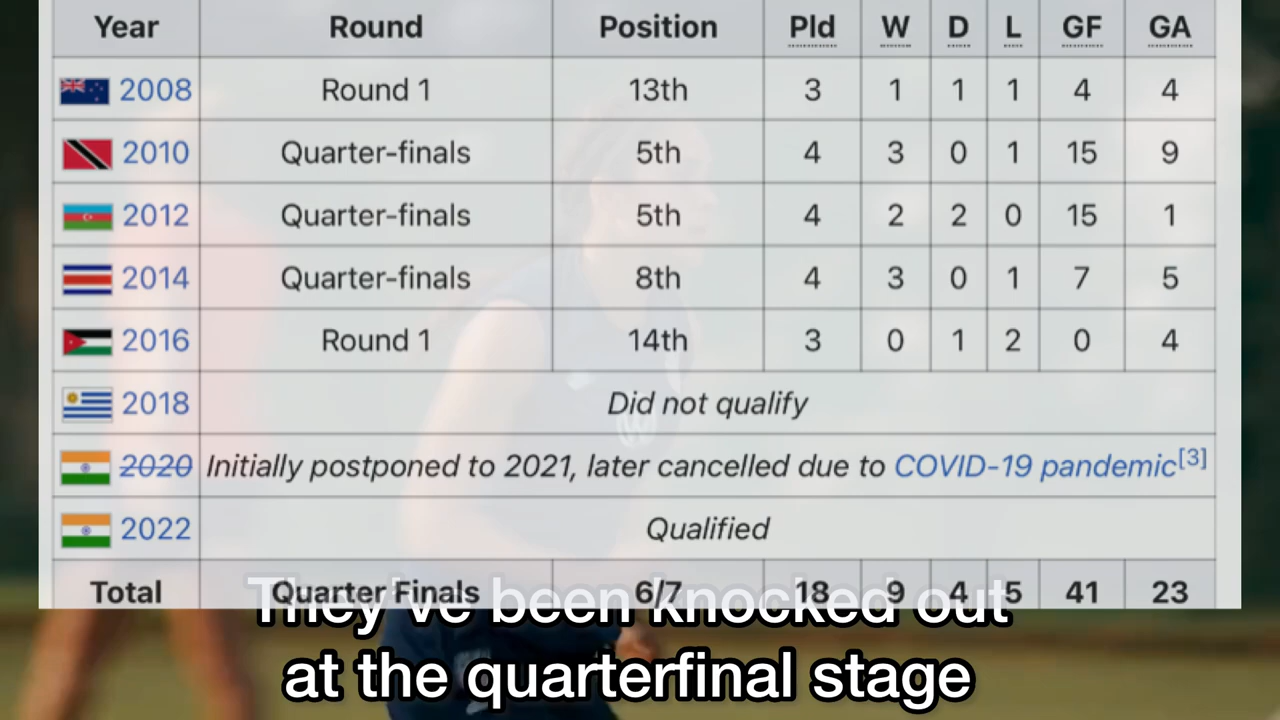 Year Round Position Pld W D L GF GA
2008 Round 1 13th 3 1 1 1 4 4
2010 Quarter-finals 5th 4 3 0 1 15 9
2012 Quarter-finals 5th 4 2 2 0 15 1
2014 Quarter-finals 8th 4 3 0 1 7 5
2016 Round 1 14th 3 0 1 2 0 4
2018 Did not qualify
2020 Initially postponed to 2021, later cancelled due to COVID-19 pandemic[3]
2022 Qualified
Total Quarter Finals 6/7 18 9 4 5 41 23
They've been knocked out
at the quarterfinal stage